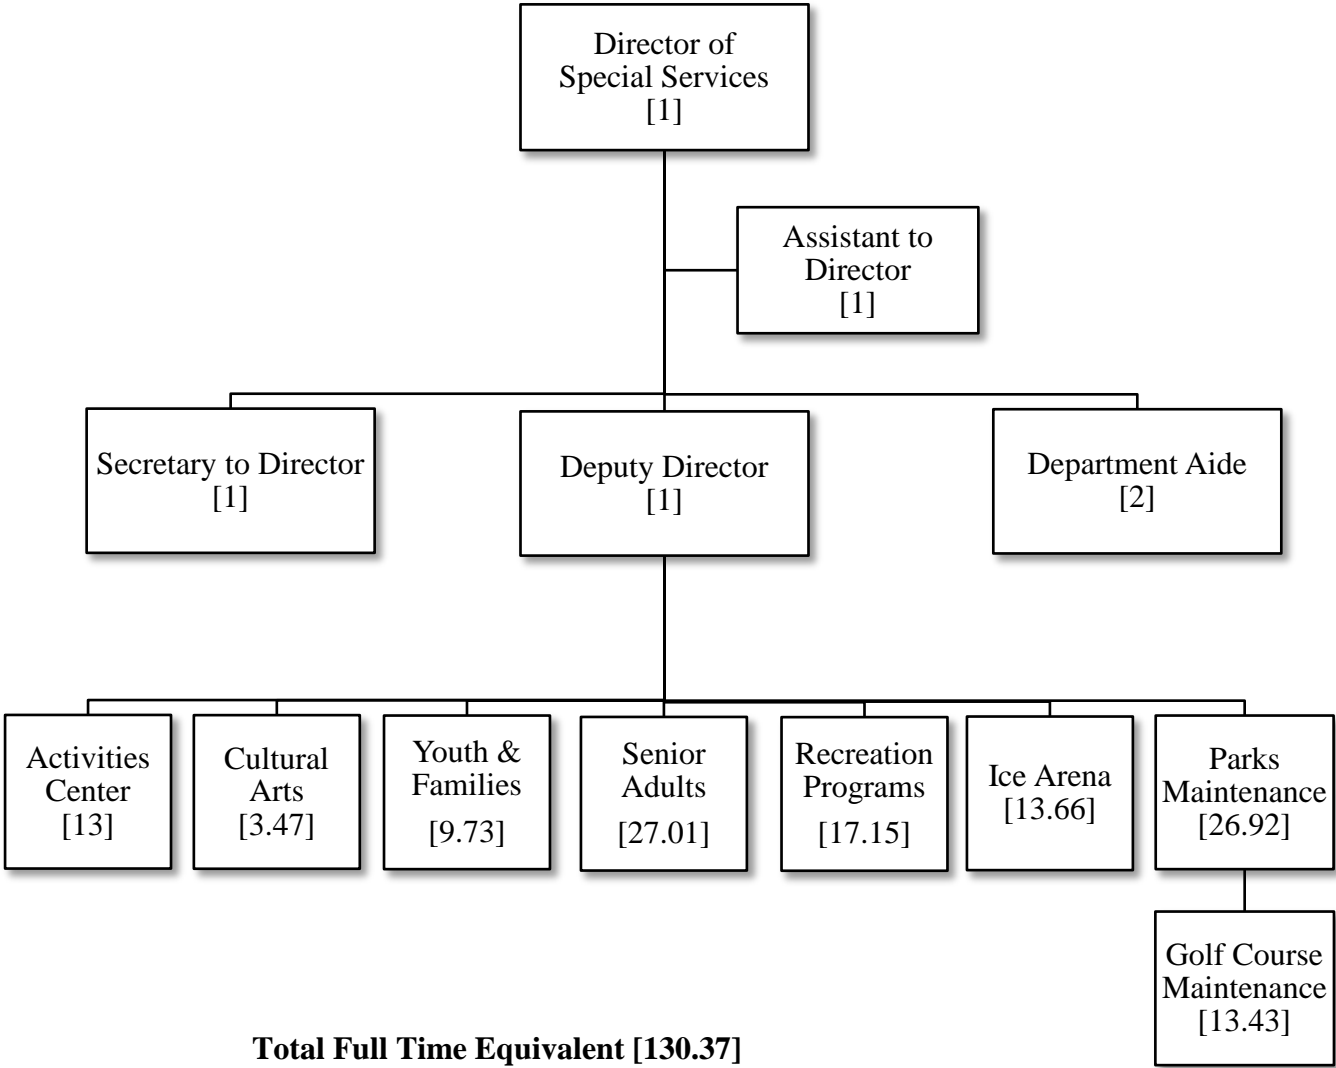 Director of
Special Services
[1]
Assistant to
Director
[1]
Secretary to Director
[1]
Deputy Director
[1]
Department Aide
[2]
Activities
Center
[13]
Cultural
Arts
[3.47]
Youth &
Families
[9.73]
Senior
Adults
[27.01]
Recreation
Programs
[17.15]
Ice Arena
[13.66]
Parks
Maintenance
[26.92]
Golf Course
Maintenance
[13.43]
Total Full Time Equivalent [130.37]